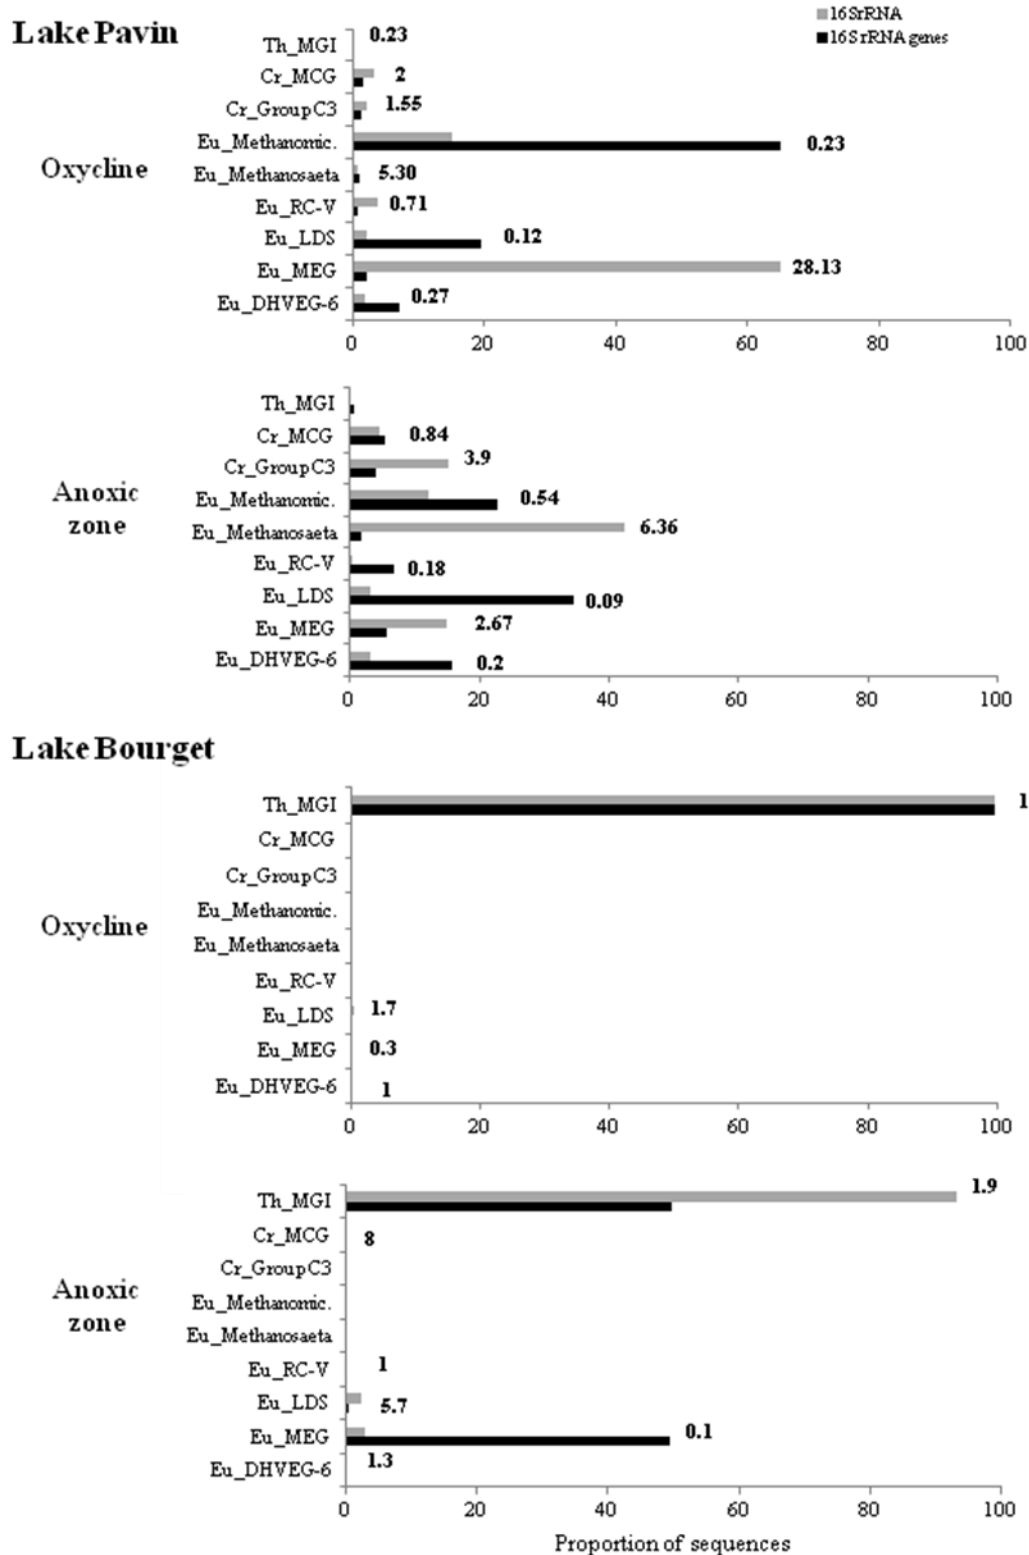 16SrRNA
16SrRNA genes
Lake Pavin
Oxycline
Th_MGI 0.23
Cr_MCG 2
Cr_GroupC3 1.55
Eu_Methanomic. 0.23
Eu_Methanosaeta 5.30
Eu_RC-V 0.71
Eu_LDS 0.12
Eu_MEG 28.13
Eu_DHVEG-6 0.27
0 20 40 60 80 100
Anoxic
zone
Th_MGI
Cr_MCG 0.84
Cr_GroupC3 3.9
Eu_Methanomic. 0.54
Eu_Methanosaeta 6.36
Eu_RC-V 0.18
Eu_LDS 0.09
Eu_MEG 2.67
Eu_DHVEG-6 0.2
0 20 40 60 80 100
Lake Bourget
Oxycline
Th_MGI 1
Cr_MCG
Cr_GroupC3
Eu_Methanomic.
Eu_Methanosaeta
Eu_RC-V
Eu_LDS 1.7
Eu_MEG 0.3
Eu_DHVEG-6 1
0 20 40 60 80 100
Anoxic
zone
Th_MGI 1.9
Cr_MCG 8
Cr_GroupC3
Eu_Methanomic.
Eu_Methanosaeta
Eu_RC-V 1
Eu_LDS 5.7
Eu_MEG 0.1
Eu_DHVEG-6 1.3
0 20 40 60 80 100
Proportion of sequences